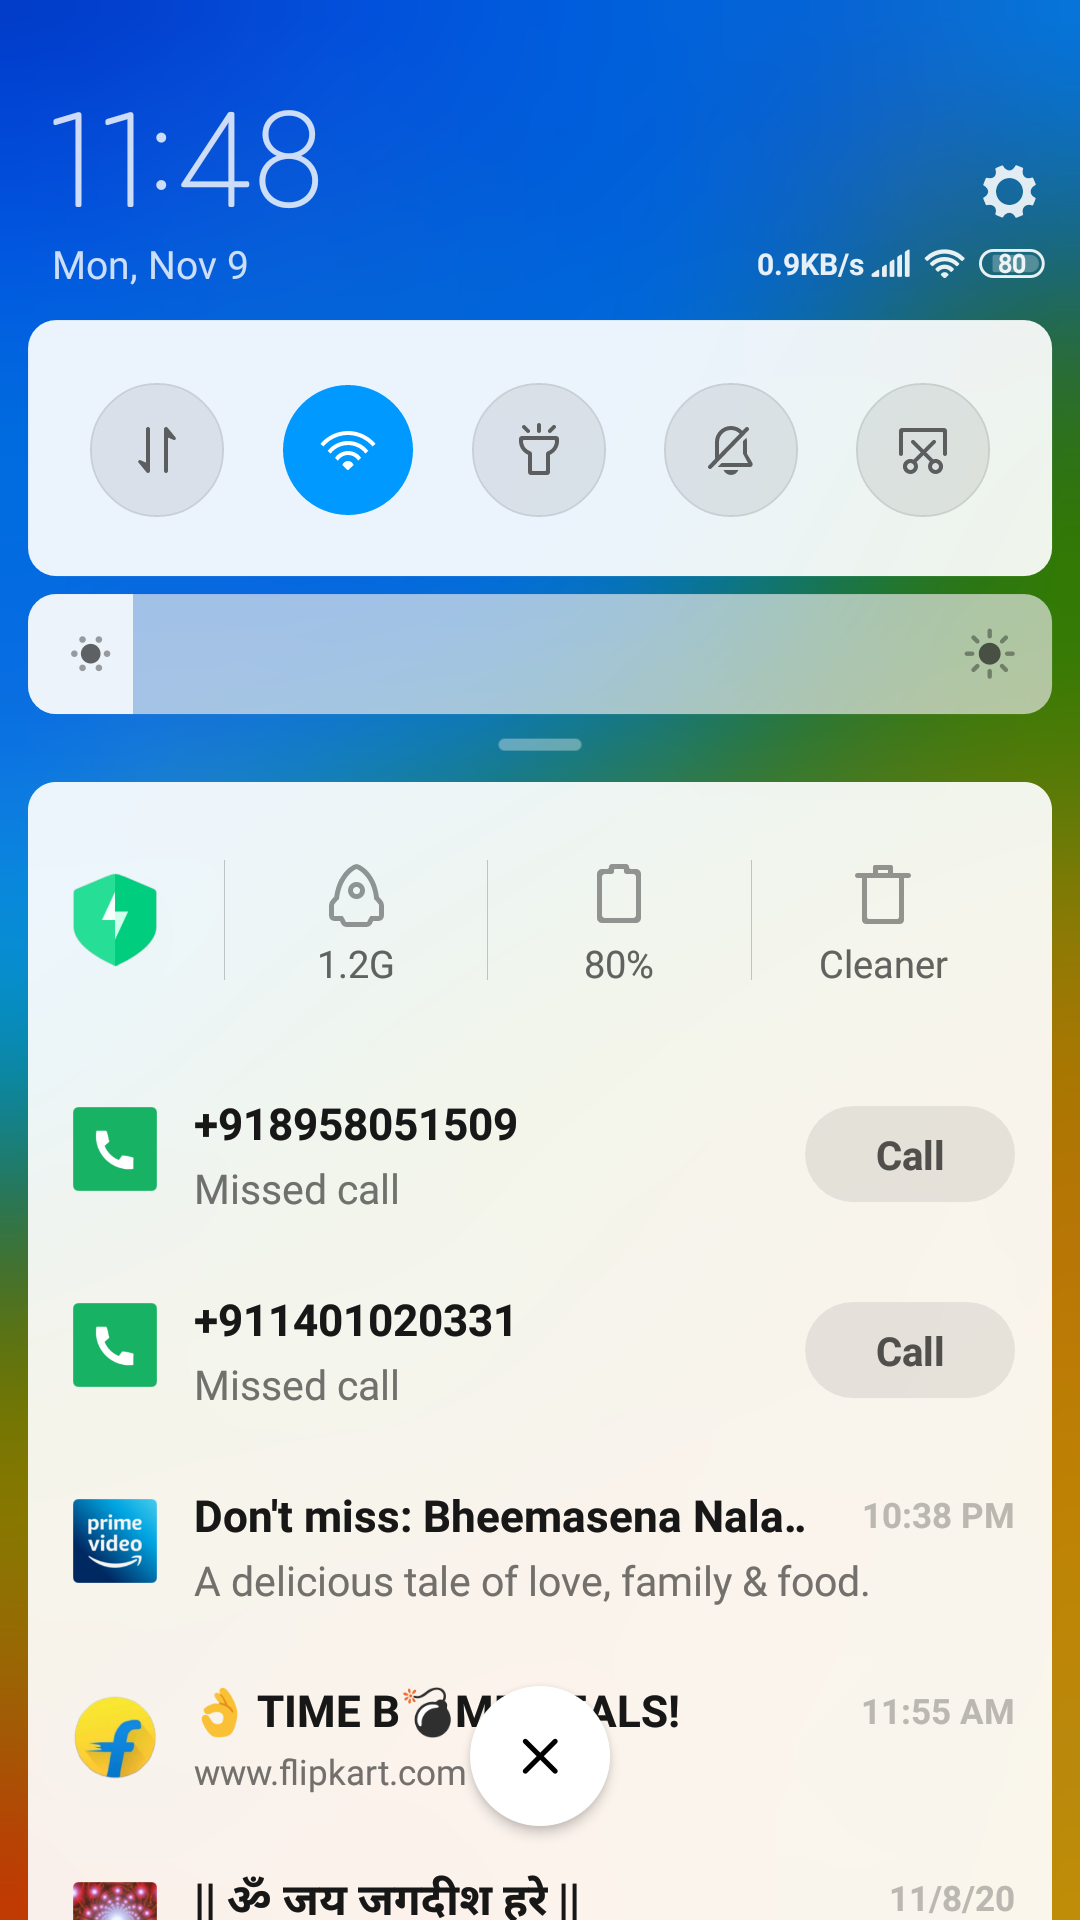 11:48
Mon, Nov 9
0.9KB/s 80
1.2G
80%
Cleaner
+918958051509
Missed call
Call
+911401020331
Missed call
Call
prime video
Don't miss: Bheemasena Nala..
10:38 PM
A delicious tale of love, family & food.
👌 TIME B💣M ALS!
11:55 AM
www.flipkart.com
|| ॐ जय जगदीश हरे ||
11/8/20